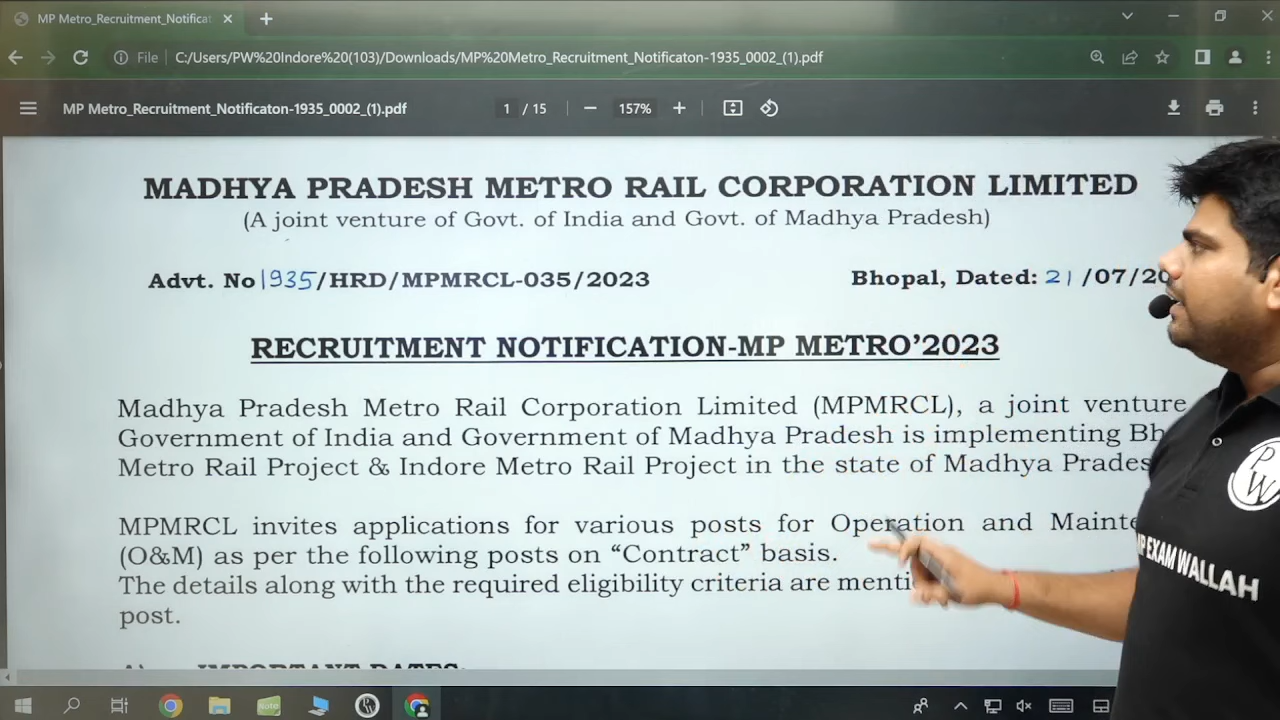 MP Metro_Recruitment_Notificat
File
C:/Users/PW%20Indore%20(103)/Downloads/MP%20Metro_Recruitment_Notificaton-1935_0002_(1).pdf
MP Metro_Recruitment_Notificaton-1935_0002_(1).pdf
1 / 15
157%
MADHYA PRADESH METRO RAIL CORPORATION LIMITED
(A joint venture of Govt. of India and Govt. of Madhya Pradesh)
Advt. No 1935/HRD/MPMRCL-035/2023
Bhopal, Dated: 21/07/20
RECRUITMENT NOTIFICATION-MP METRO’2023
Madhya Pradesh Metro Rail Corporation Limited (MPMRCL), a joint venture
Government of India and Government of Madhya Pradesh is implementing Bh
Metro Rail Project & Indore Metro Rail Project in the state of Madhya Prades
MPMRCL invites applications for various posts for Operation and Mainte
(O&M) as per the following posts on “Contract” basis.
The details along with the required eligibility criteria are menti
post.
A) IMPORTANT DATES:
PW
MP EXAM WALLAH
Note